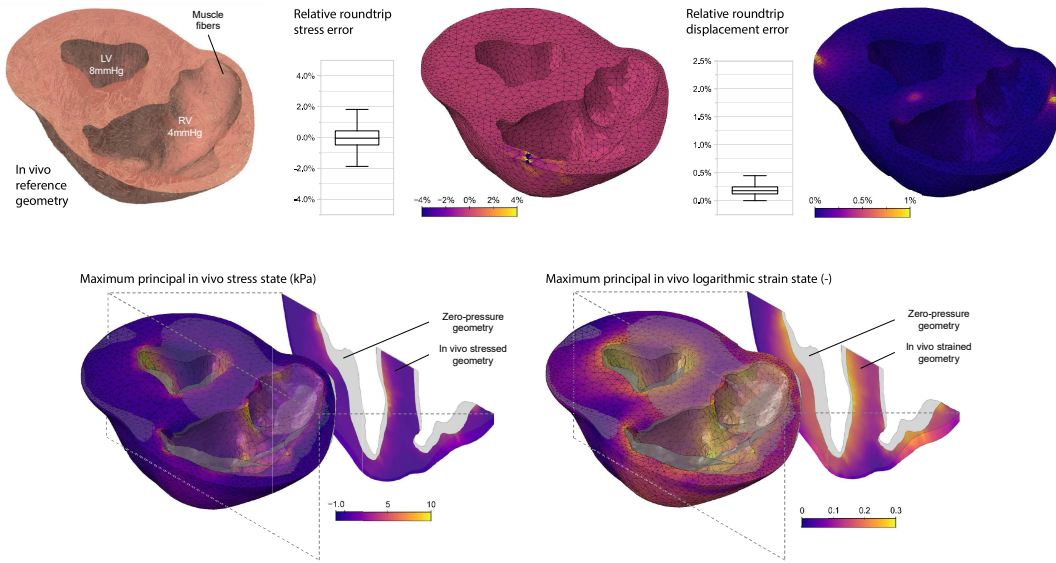 Muscle
fibers
LV
8mmHg
RV
4mmHg
In vivo
reference
geometry
Relative roundtrip
stress error
4.0%
2.0%
0.0%
-2.0%
-4.0%
−4% −2% 0% 2% 4%
Relative roundtrip
displacement error
2.5%
2.0%
1.5%
1.0%
0.5%
0.0%
0% 0.5% 1%
Maximum principal in vivo stress state (kPa)
Zero-pressure
geometry
In vivo stressed
geometry
−1.0 5 10
Maximum principal in vivo logarithmic strain state (-)
Zero-pressure
geometry
In vivo strained
geometry
0 0.1 0.2 0.3